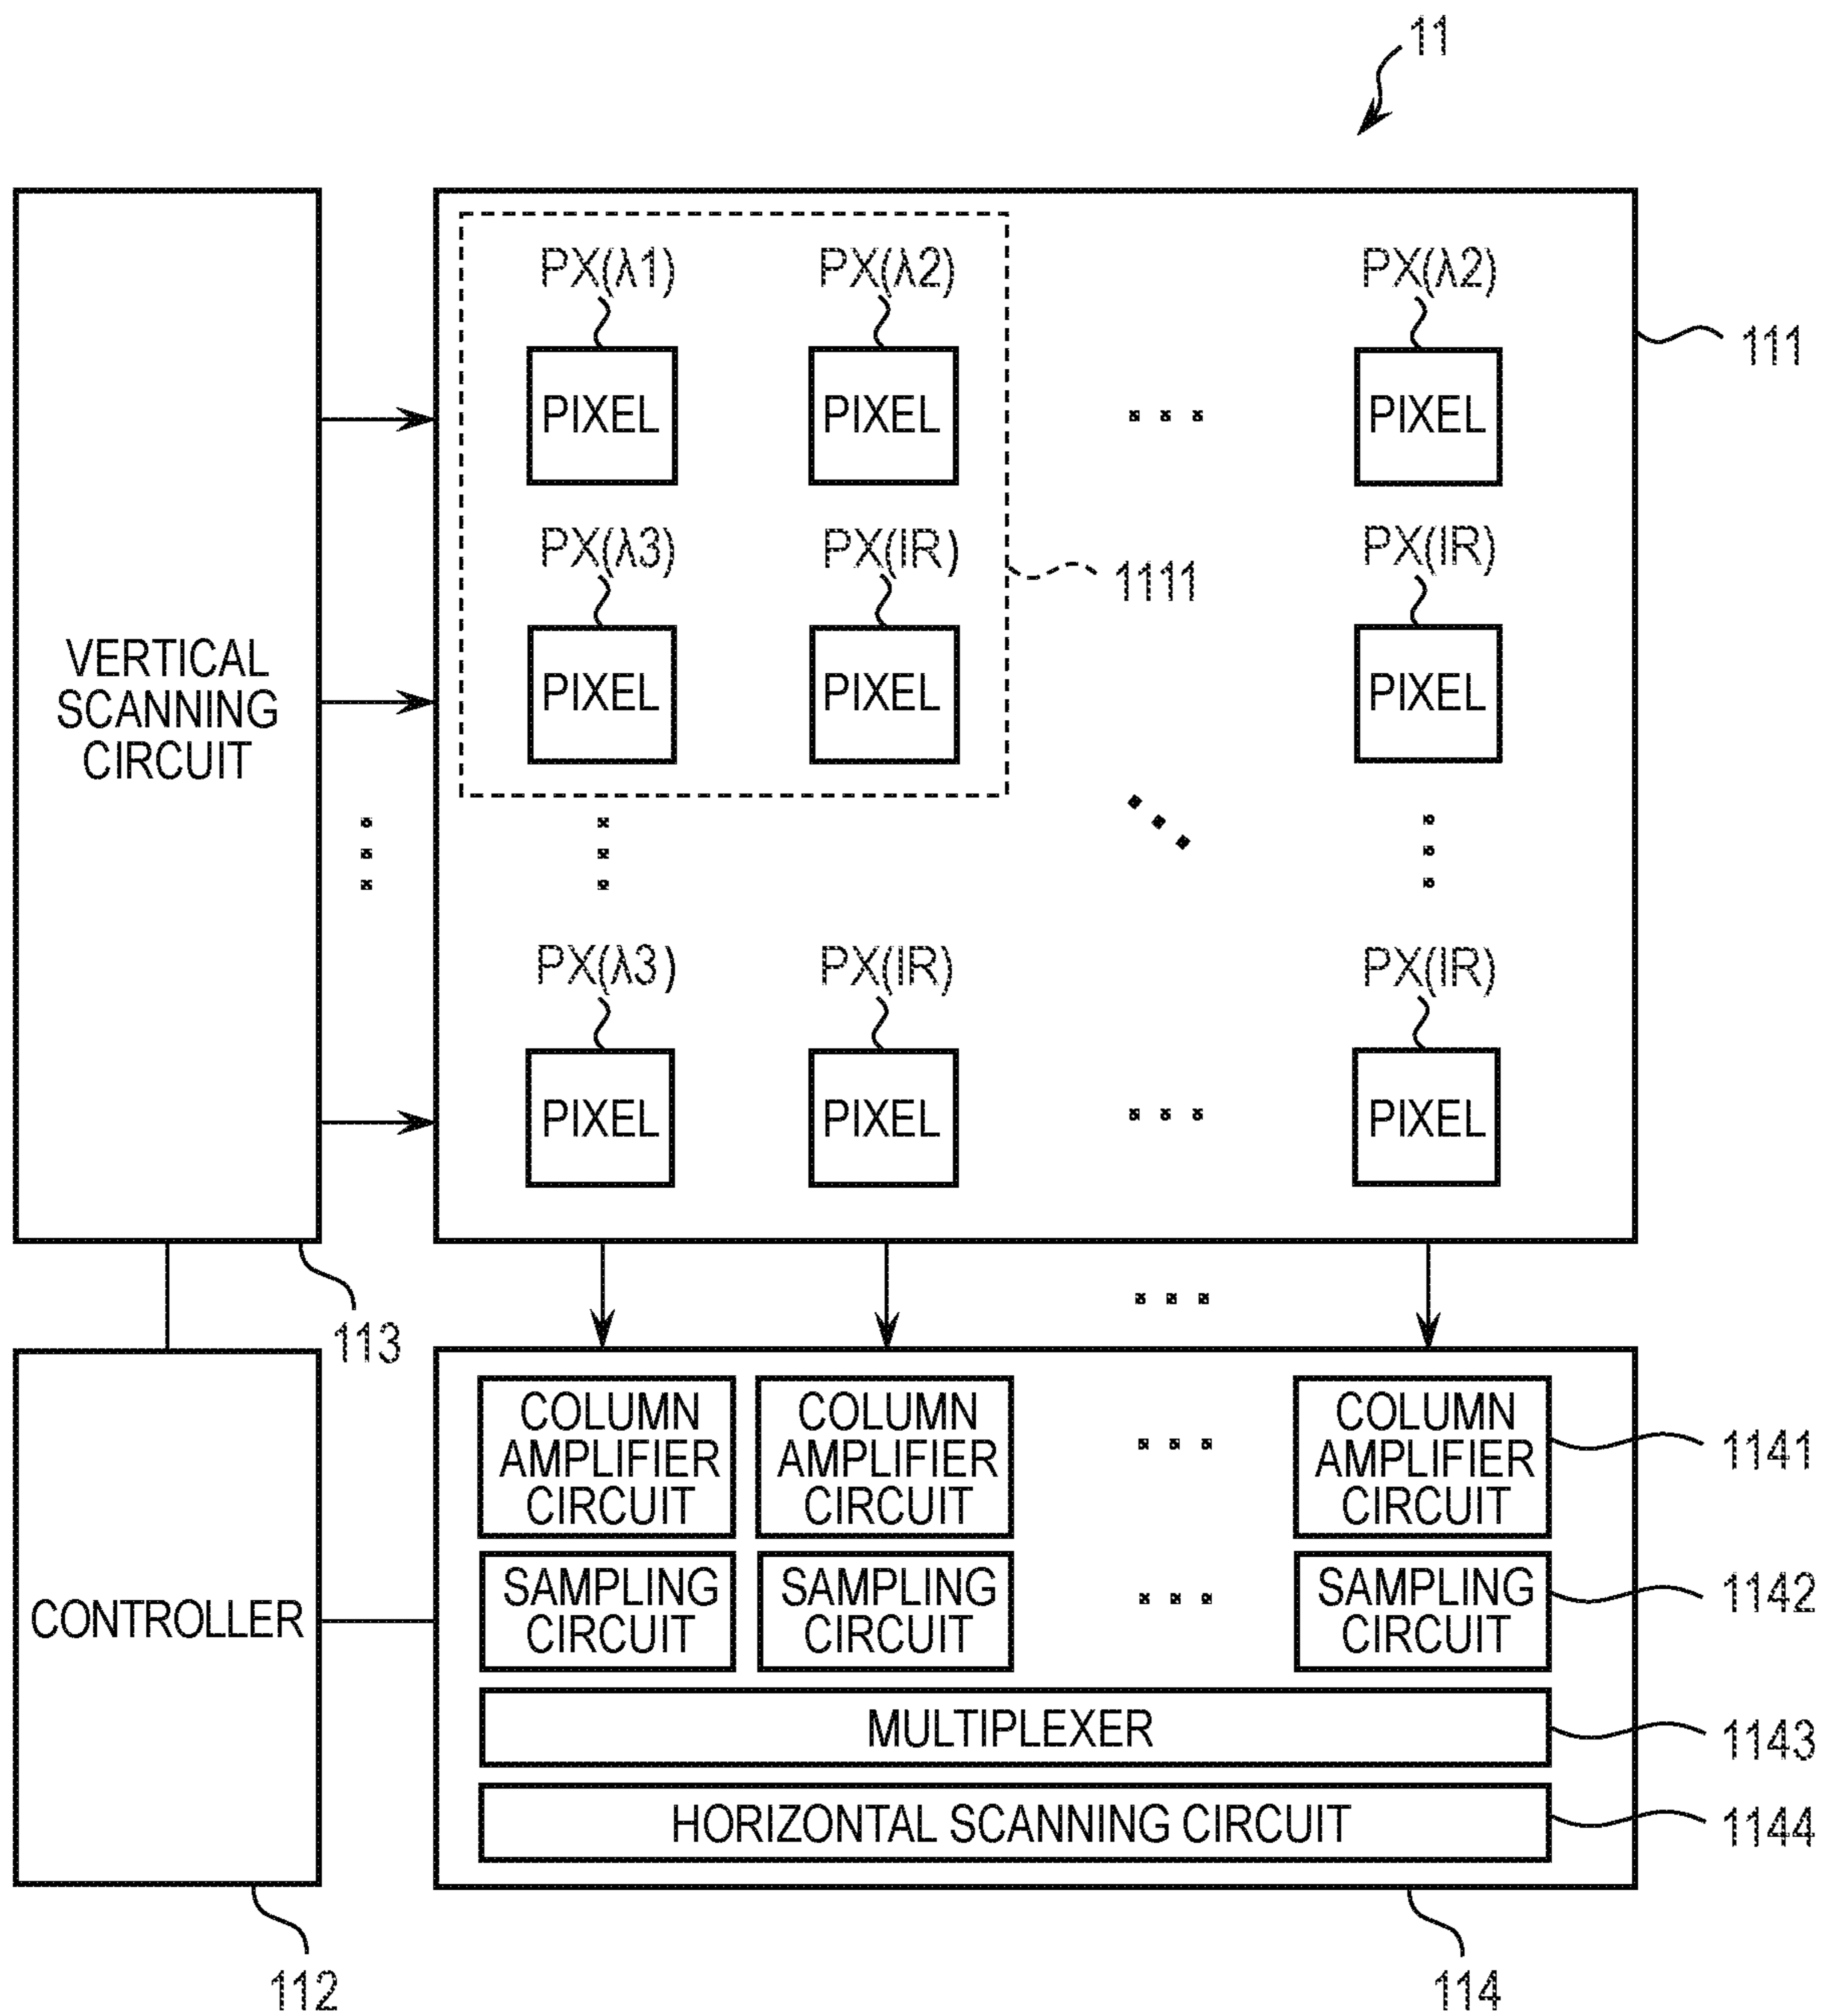 11
PX(λ1) PX(λ2) PX(λ2)
111
PIXEL PIXEL PIXEL
PX(λ3) PX(IR) PX(IR)
1111
VERTICAL
SCANNING
CIRCUIT
PIXEL PIXEL PIXEL
PX(λ3) PX(IR) PX(IR)
PIXEL PIXEL PIXEL
113
COLUMN
AMPLIFIER
CIRCUIT
COLUMN
AMPLIFIER
CIRCUIT
COLUMN
AMPLIFIER
CIRCUIT
1141
CONTROLLER
SAMPLING
CIRCUIT
SAMPLING
CIRCUIT
SAMPLING
CIRCUIT
1142
MULTIPLEXER
1143
HORIZONTAL SCANNING CIRCUIT
1144
112
114